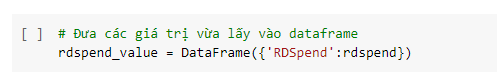 [ ] # Đưa các giá trị vừa lấy vào dataframe
rdspend_value = DataFrame({'RDSpend':rdspend})